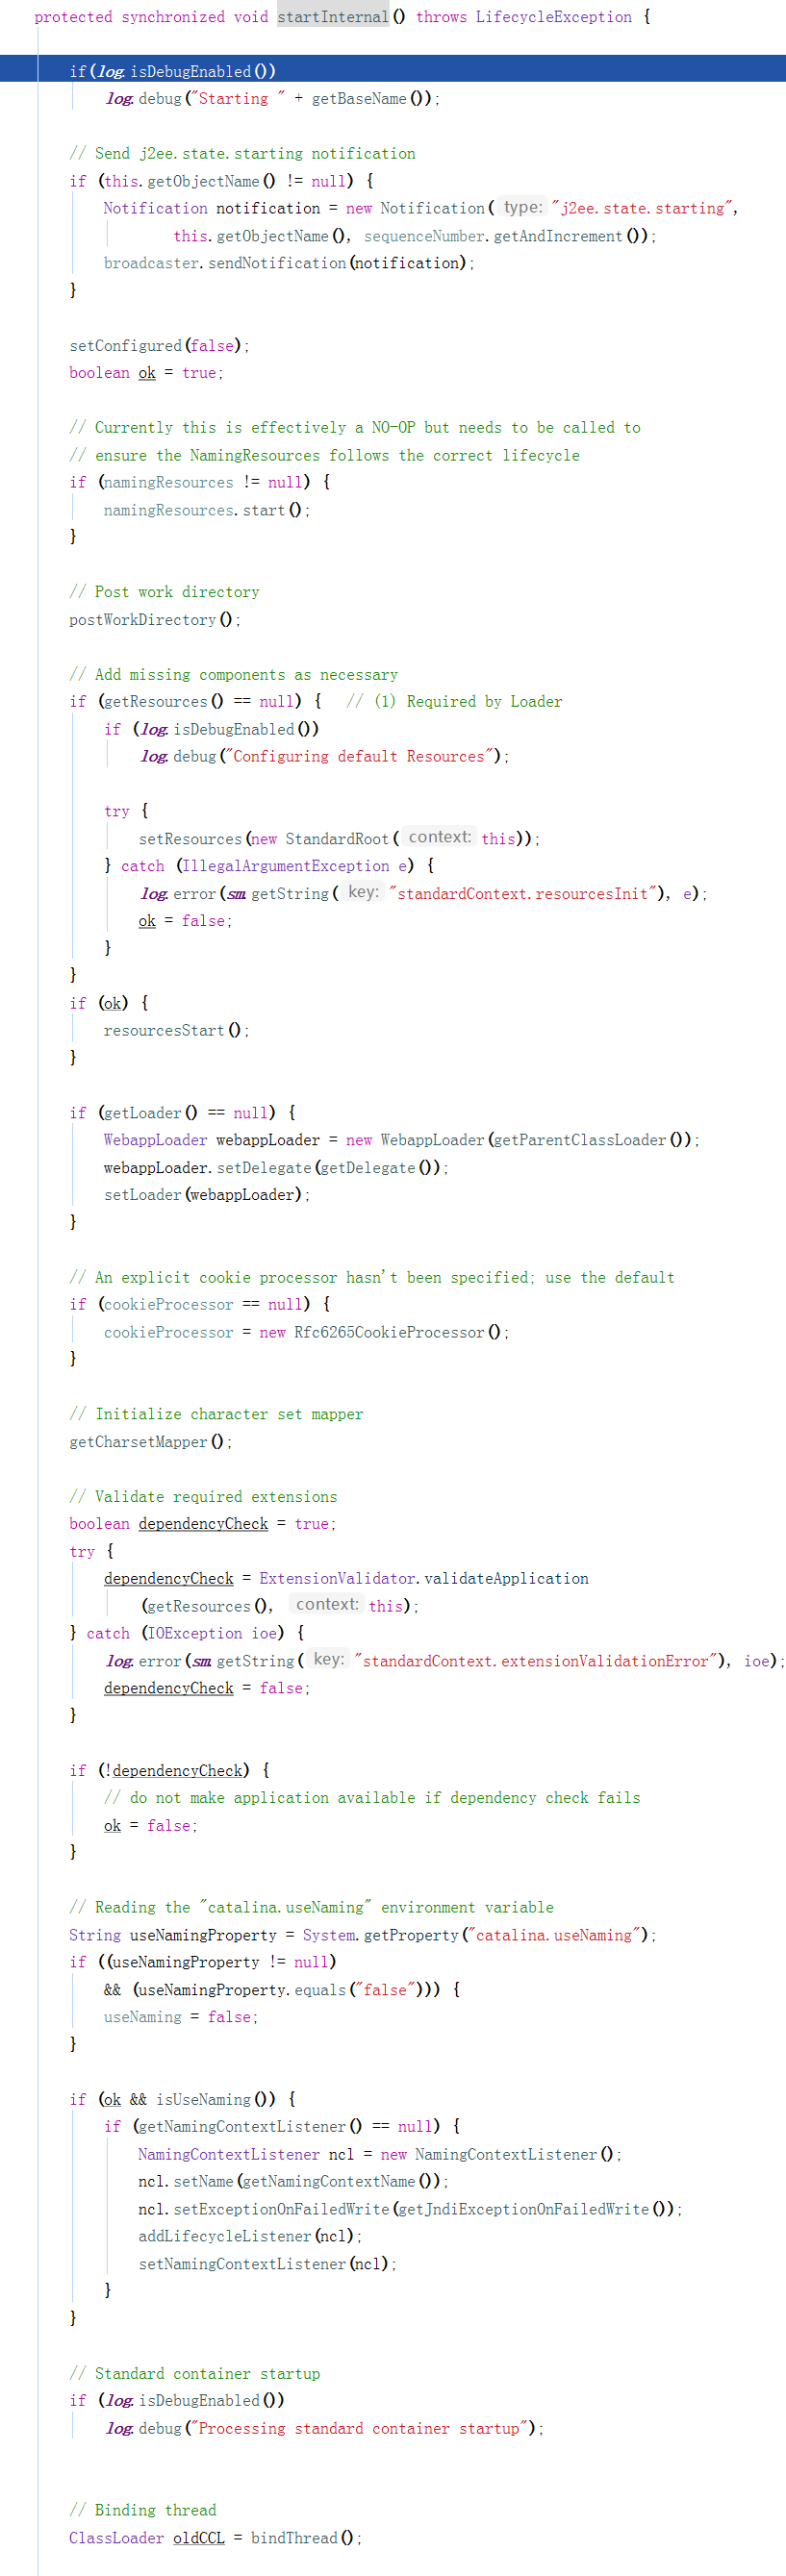 protected synchronized void startInternal() throws LifecycleException {
if(log.isDebugEnabled())
log.debug("Starting " + getBaseName());
// Send j2ee.state.starting notification
if (this.getObjectName() != null) {
Notification notification = new Notification( type: "j2ee.state.starting",
this.getObjectName(), sequenceNumber.getAndIncrement());
broadcaster.sendNotification(notification);
}
setConfigured(false);
boolean ok = true;
// Currently this is effectively a NO-OP but needs to be called to
// ensure the NamingResources follows the correct lifecycle
if (namingResources != null) {
namingResources.start();
}
// Post work directory
postWorkDirectory();
// Add missing components as necessary
if (getResources() == null) {   // (1) Required by Loader
if (log.isDebugEnabled())
log.debug("Configuring default Resources");
try {
setResources(new StandardRoot( context: this));
} catch (IllegalArgumentException e) {
log.error(sm.getString( key: "standardContext.resourcesInit"), e);
ok = false;
}
}
if (ok) {
resourcesStart();
}
if (getLoader() == null) {
WebappLoader webappLoader = new WebappLoader(getParentClassLoader());
webappLoader.setDelegate(getDelegate());
setLoader(webappLoader);
}
// An explicit cookie processor hasn't been specified; use the default
if (cookieProcessor == null) {
cookieProcessor = new Rfc6265CookieProcessor();
}
// Initialize character set mapper
getCharsetMapper();
// Validate required extensions
boolean dependencyCheck = true;
try {
dependencyCheck = ExtensionValidator.validateApplication
(getResources(), context: this);
} catch (IOException ioe) {
log.error(sm.getString( key: "standardContext.extensionValidationError"), ioe);
dependencyCheck = false;
}
if (!dependencyCheck) {
// do not make application available if dependency check fails
ok = false;
}
// Reading the "catalina.useNaming" environment variable
String useNamingProperty = System.getProperty("catalina.useNaming");
if ((useNamingProperty != null)
&& (useNamingProperty.equals("false"))) {
useNaming = false;
}
if (ok && isUseNaming()) {
if (getNamingContextListener() == null) {
NamingContextListener ncl = new NamingContextListener();
ncl.setName(getNamingContextName());
ncl.setExceptionOnFailedWrite(getJndiExceptionOnFailedWrite());
addLifecycleListener(ncl);
setNamingContextListener(ncl);
}
}
// Standard container startup
if (log.isDebugEnabled())
log.debug("Processing standard container startup");
// Binding thread
ClassLoader oldCCL = bindThread();